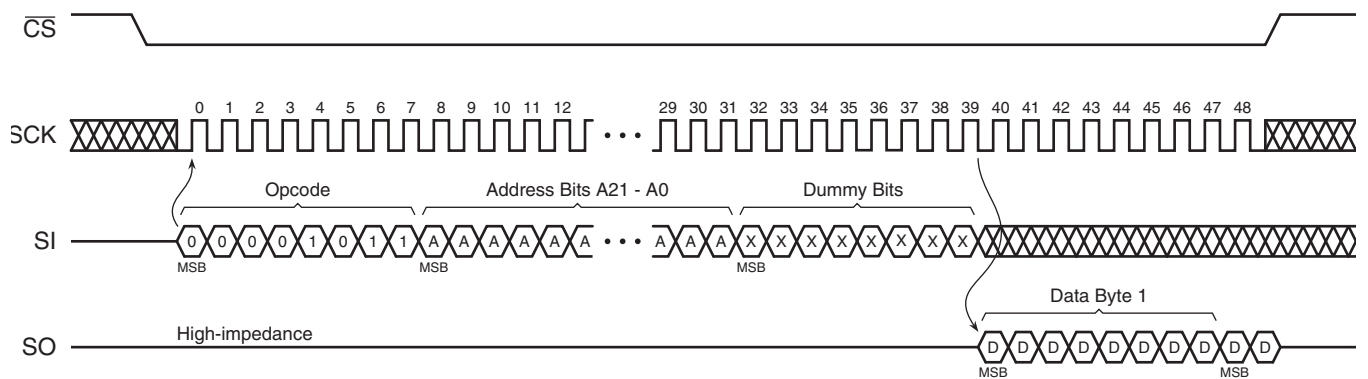 CS
0 1 2 3 4 5 6 7 8 9 10 11 12 29 30 31 32 33 34 35 36 37 38 39 40 41 42 43 44 45 46 47 48
SCK •••
Opcode Address Bits A21 - A0 Dummy Bits
SI 0 0 0 0 1 0 1 1 A A A A A A ••• A A A X X X X X X X X
MSB MSB MSB
Data Byte 1
High-impedance
SO D D D D D D D D D D
MSB MSB